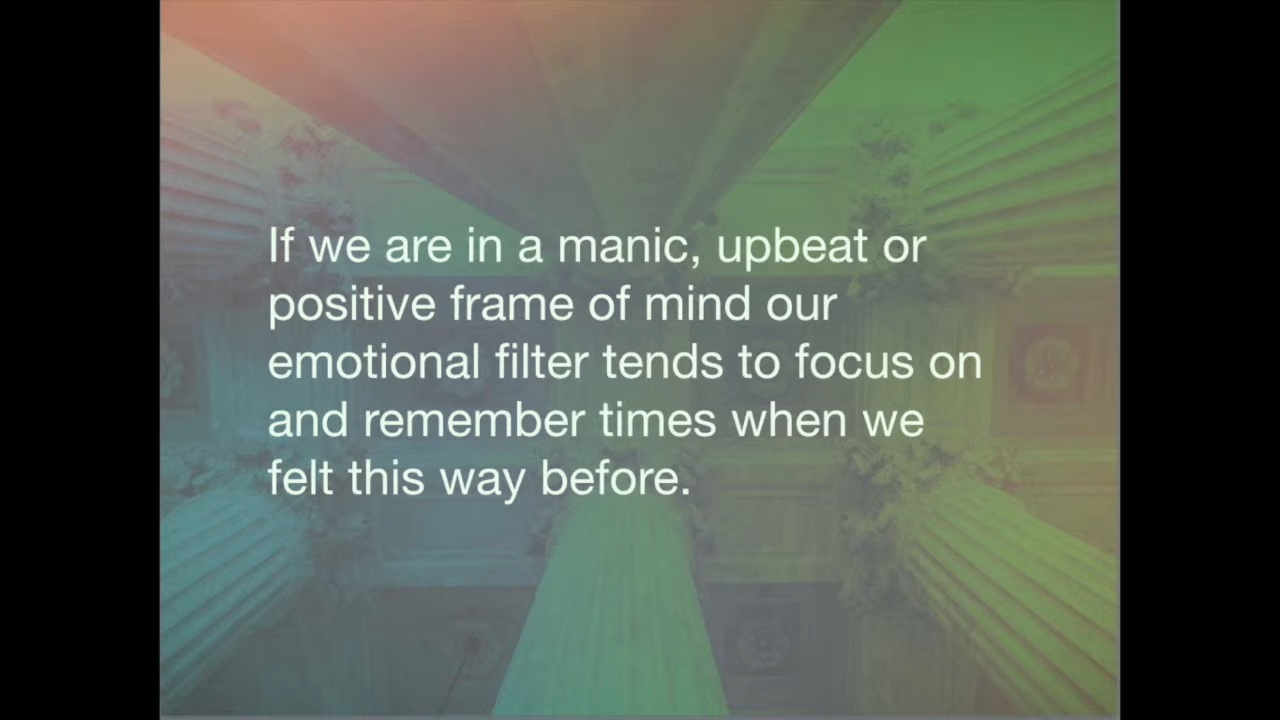 If we are in a manic, upbeat or
positive frame of mind our
emotional filter tends to focus on
and remember times when we
felt this way before.